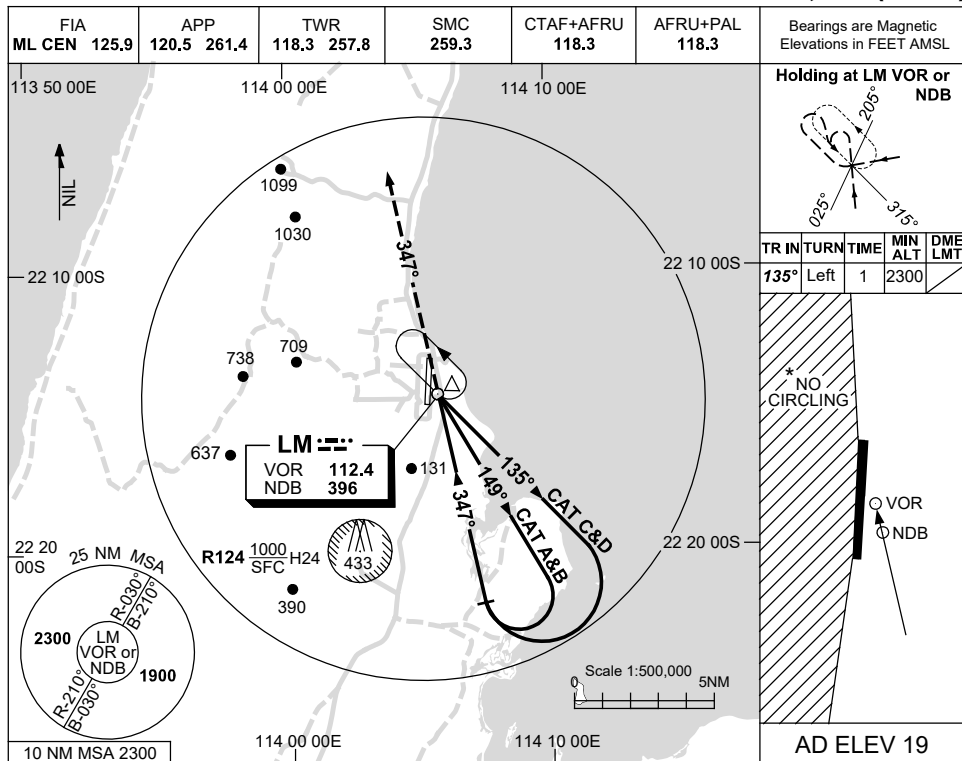 FIA
ML CEN 125.9
APP
120.5 261.4
TWR
118.3 257.8
SMC
259.3
CTAF+AFRU
118.3
AFRU+PAL
118.3
Bearings are Magnetic
Elevations in FEET AMSL
113 50 00E
114 00 00E
114 10 00E
Holding at LM VOR or
NDB
205°
025°
315°
NIL
1099
1030
347°
TR IN
TURN
TIME
MIN
ALT
DME
LMT
135°
Left
1
2300
22 10 00S
22 10 00S
709
738
637
LM
VOR 112.4
NDB 396
131
135°
CAT C&D
149°
CAT A&B
347°
* NO
CIRCLING
VOR
NDB
22 20
00S
22 20 00S
R124 1000
SFC H24
433
390
25 NM MSA
R-030°
B-210°
2300
LM
VOR or
NDB
1900
R-210°
B-030°
10 NM MSA 2300
Scale 1:500,000
0
5NM
114 00 00E
114 10 00E
AD ELEV 19